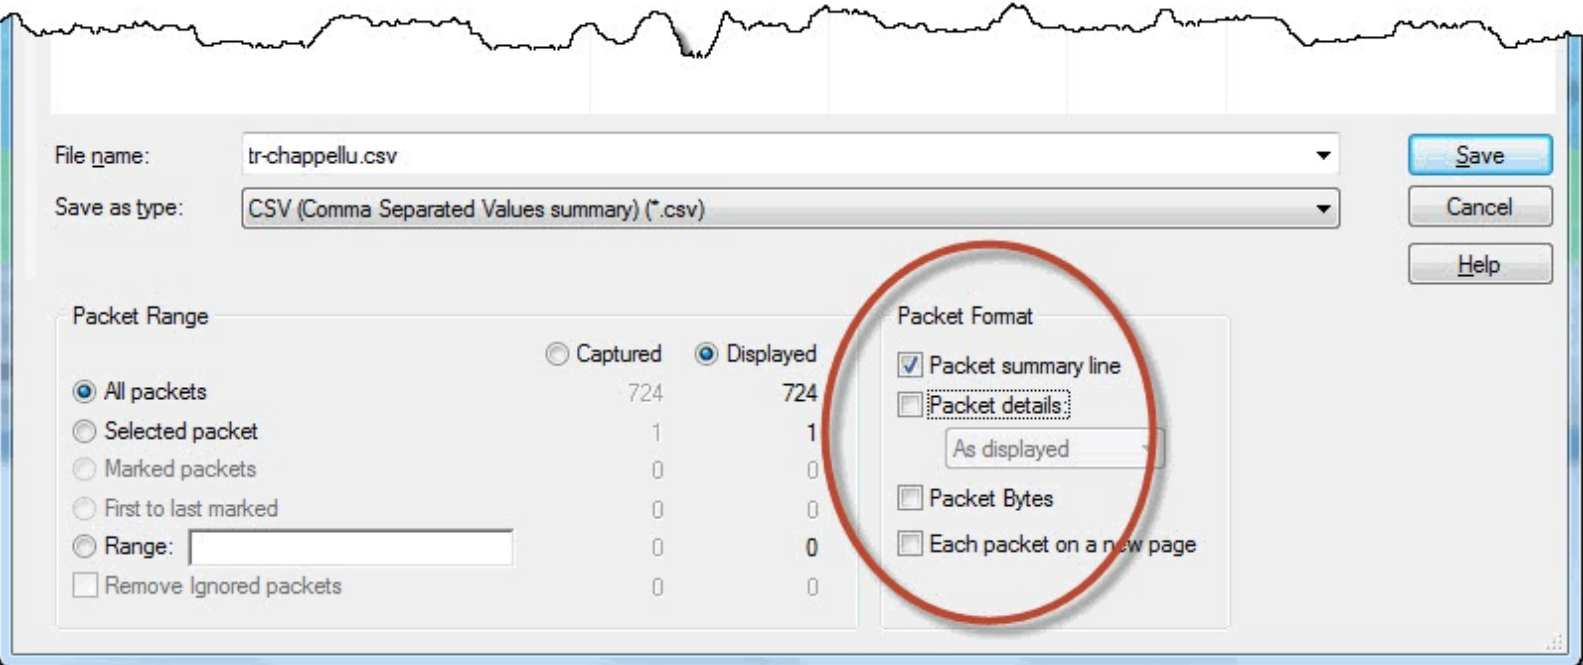 File name: tr-chappellu.csv Save
Save as type: CSV (Comma Separated Values summary) (*.csv) Cancel
Help
Packet Range
Captured Displayed
All packets 724 724
Selected packet 1 1
Marked packets 0 0
First to last marked 0 0
Range: 0 0
Remove Ignored packets 0 0
Packet Format
Packet summary line
Packet details:
As displayed
Packet Bytes
Each packet on a new page